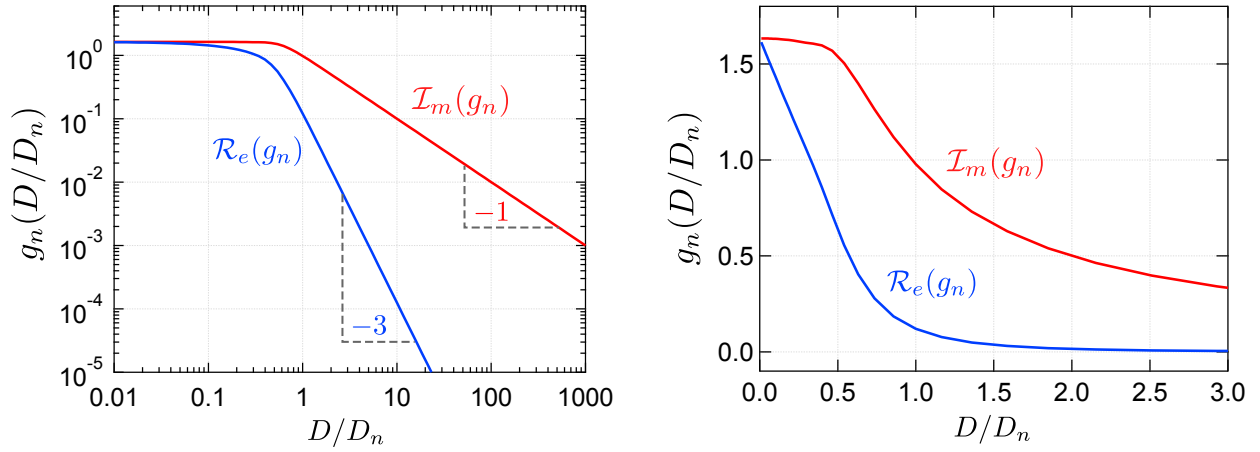 g_n(D/D_n)
10^0
10^-1
10^-2
10^-3
10^-4
10^-5
ℐ_m(g_n)
ℛ_e(g_n)
−1
−3
0.01 0.1 1 10 100 1000
D/D_n
g_n(D/D_n)
1.5
1.0
0.5
0.0
ℐ_m(g_n)
ℛ_e(g_n)
0.0 0.5 1.0 1.5 2.0 2.5 3.0
D/D_n